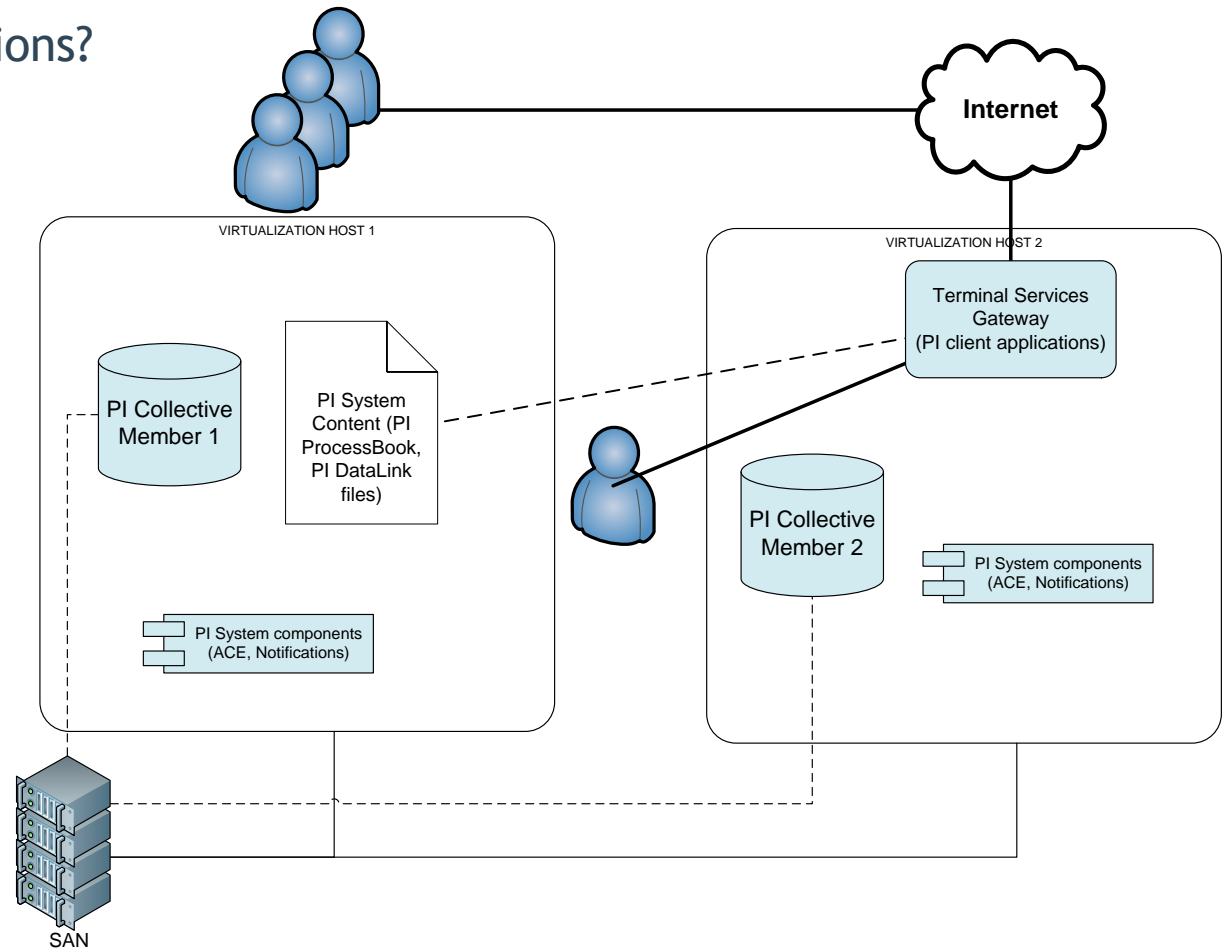 ions?
Internet
VIRTUALIZATION HOST 1
VIRTUALIZATION HOST 2
Terminal Services
Gateway
(PI client applications)
PI Collective
Member 1
PI System
Content (PI
ProcessBook,
PI DataLink
files)
PI Collective
Member 2
PI System components
(ACE, Notifications)
PI System components
(ACE, Notifications)
SAN